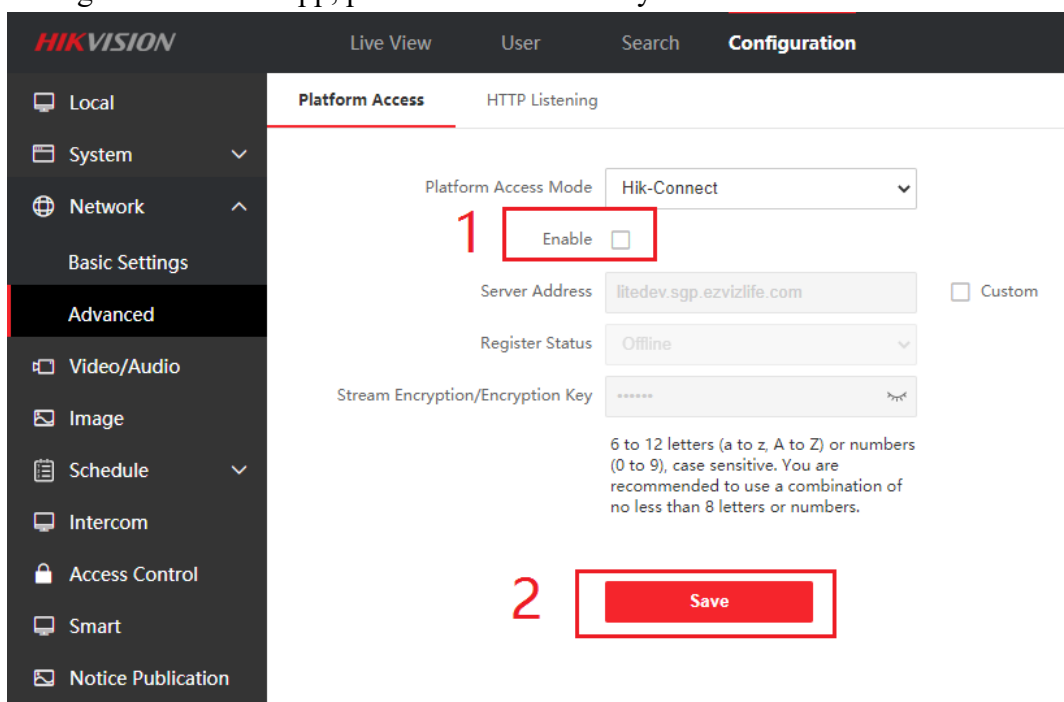 HIKVISION
Live View User Search Configuration
Local
System
Network
Basic Settings
Advanced
Video/Audio
Image
Schedule
Intercom
Access Control
Smart
Notice Publication
Platform Access HTTP Listening
Platform Access Mode Hik-Connect
1 Enable
Server Address litedev.sgp.ezvizlife.com Custom
Register Status Offline
Stream Encryption/Encryption Key ••••••
6 to 12 letters (a to z, A to Z) or numbers
(0 to 9), case sensitive. You are
recommended to use a combination of
no less than 8 letters or numbers.
2 Save